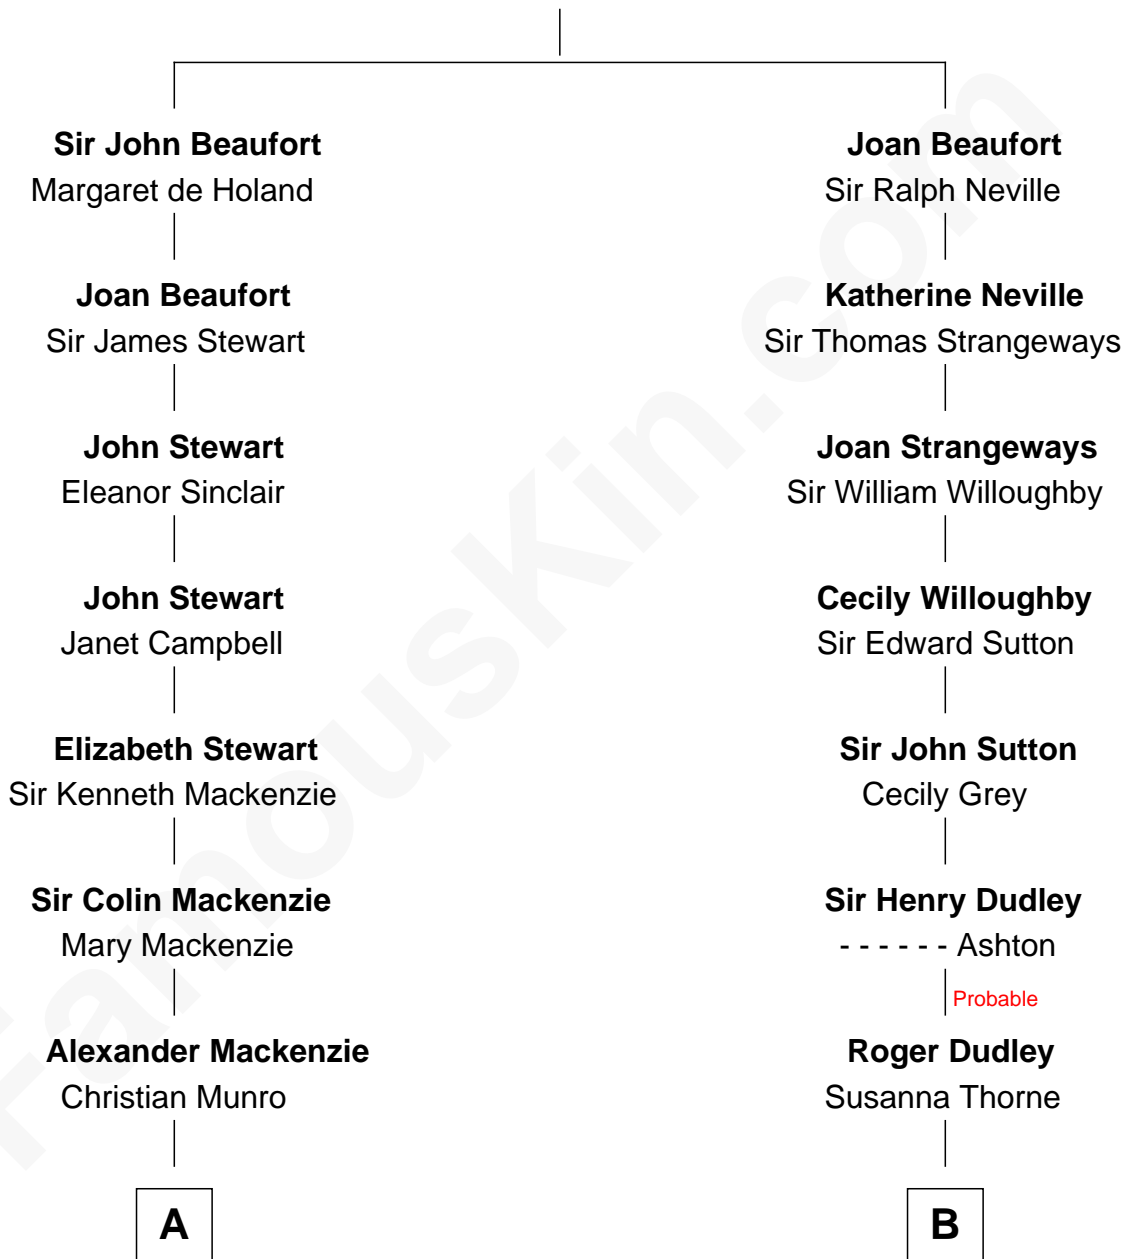 Sir John Beaufort
Margaret de Holand
Joan Beaufort
Sir James Stewart
John Stewart
Eleanor Sinclair
John Stewart
Janet Campbell
Elizabeth Stewart
Sir Kenneth Mackenzie
Sir Colin Mackenzie
Mary Mackenzie
Alexander Mackenzie
Christian Munro
A
Joan Beaufort
Sir Ralph Neville
Katherine Neville
Sir Thomas Strangeways
Joan Strangeways
Sir William Willoughby
Cecily Willoughby
Sir Edward Sutton
Sir John Sutton
Cecily Grey
Sir Henry Dudley
- - - - - - Ashton
Probable
Roger Dudley
Susanna Thorne
B
FamousKin.com